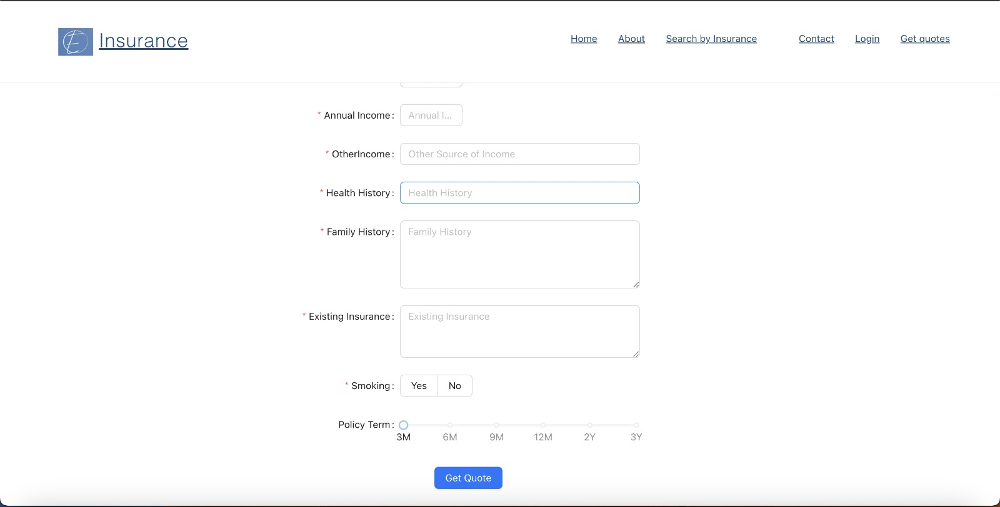 E Insurance
Home About Search by Insurance Contact Login Get quotes
* Annual Income: Annual I...
* OtherIncome: Other Source of Income
* Health History: Health History
* Family History: Family History
* Existing Insurance: Existing Insurance
* Smoking: Yes No
Policy Term:
3M 6M 9M 12M 2Y 3Y
Get Quote